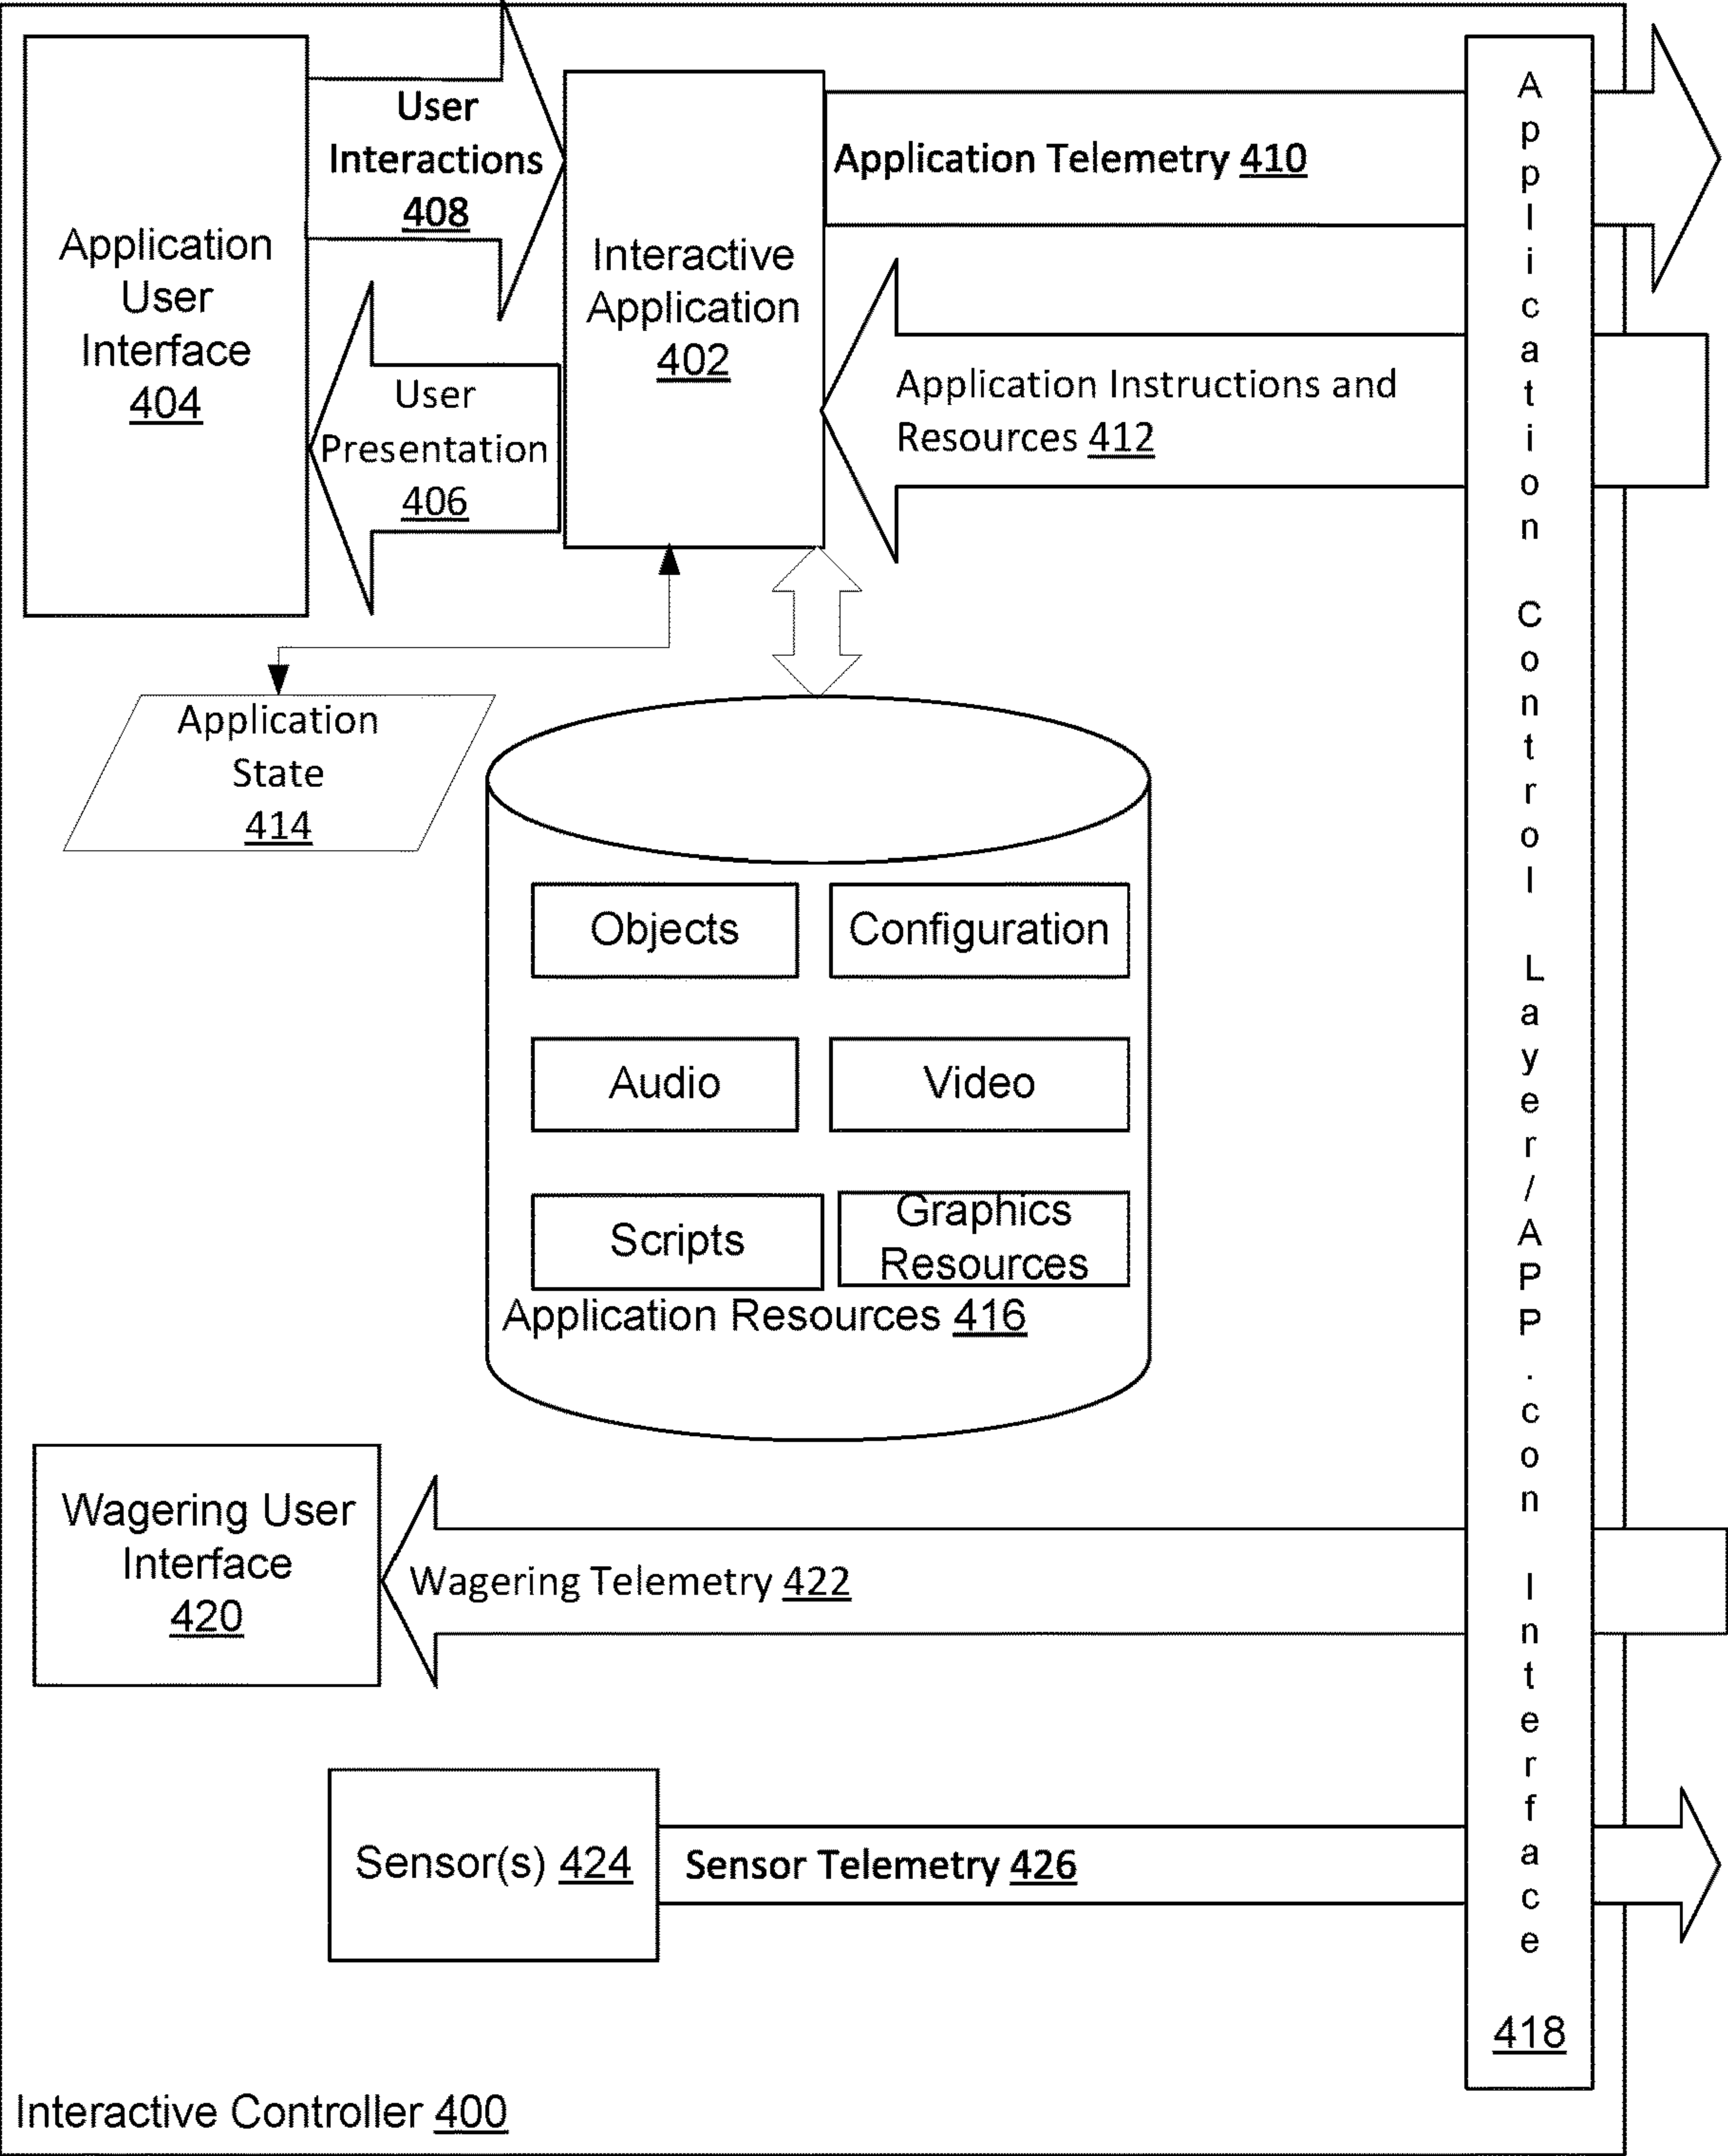 User
Interactions
408
Application
User
Interface
404
Interactive
Application
402
Application Telemetry 410
User
Presentation
406
Application Instructions and
Resources 412
Application
State
414
Objects
Configuration
Audio
Video
Scripts
Graphics
Resources
Application Resources 416
Wagering User
Interface
420
Wagering Telemetry 422
Sensor(s) 424
Sensor Telemetry 426
Application Control Layer/APP.con Interface
418
Interactive Controller 400